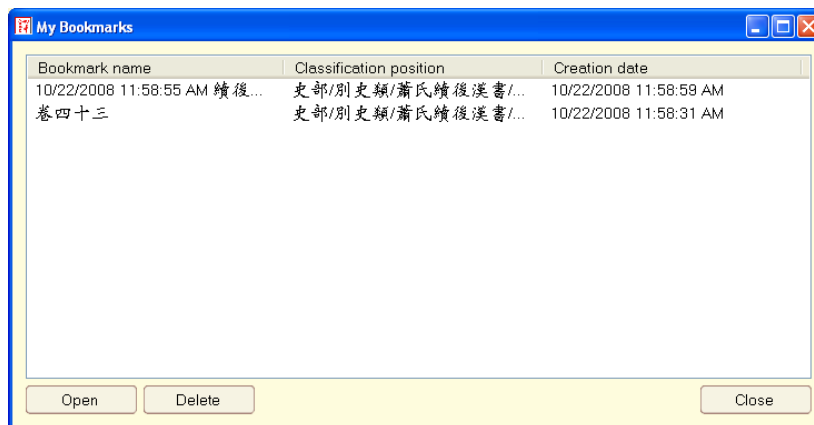 My Bookmarks
Bookmark name Classification position Creation date
10/22/2008 11:58:55 AM 續後... 史部/別史類/蕭氏續後漢書/... 10/22/2008 11:58:59 AM
卷四十三 史部/別史類/蕭氏續後漢書/... 10/22/2008 11:58:31 AM
Open Delete Close